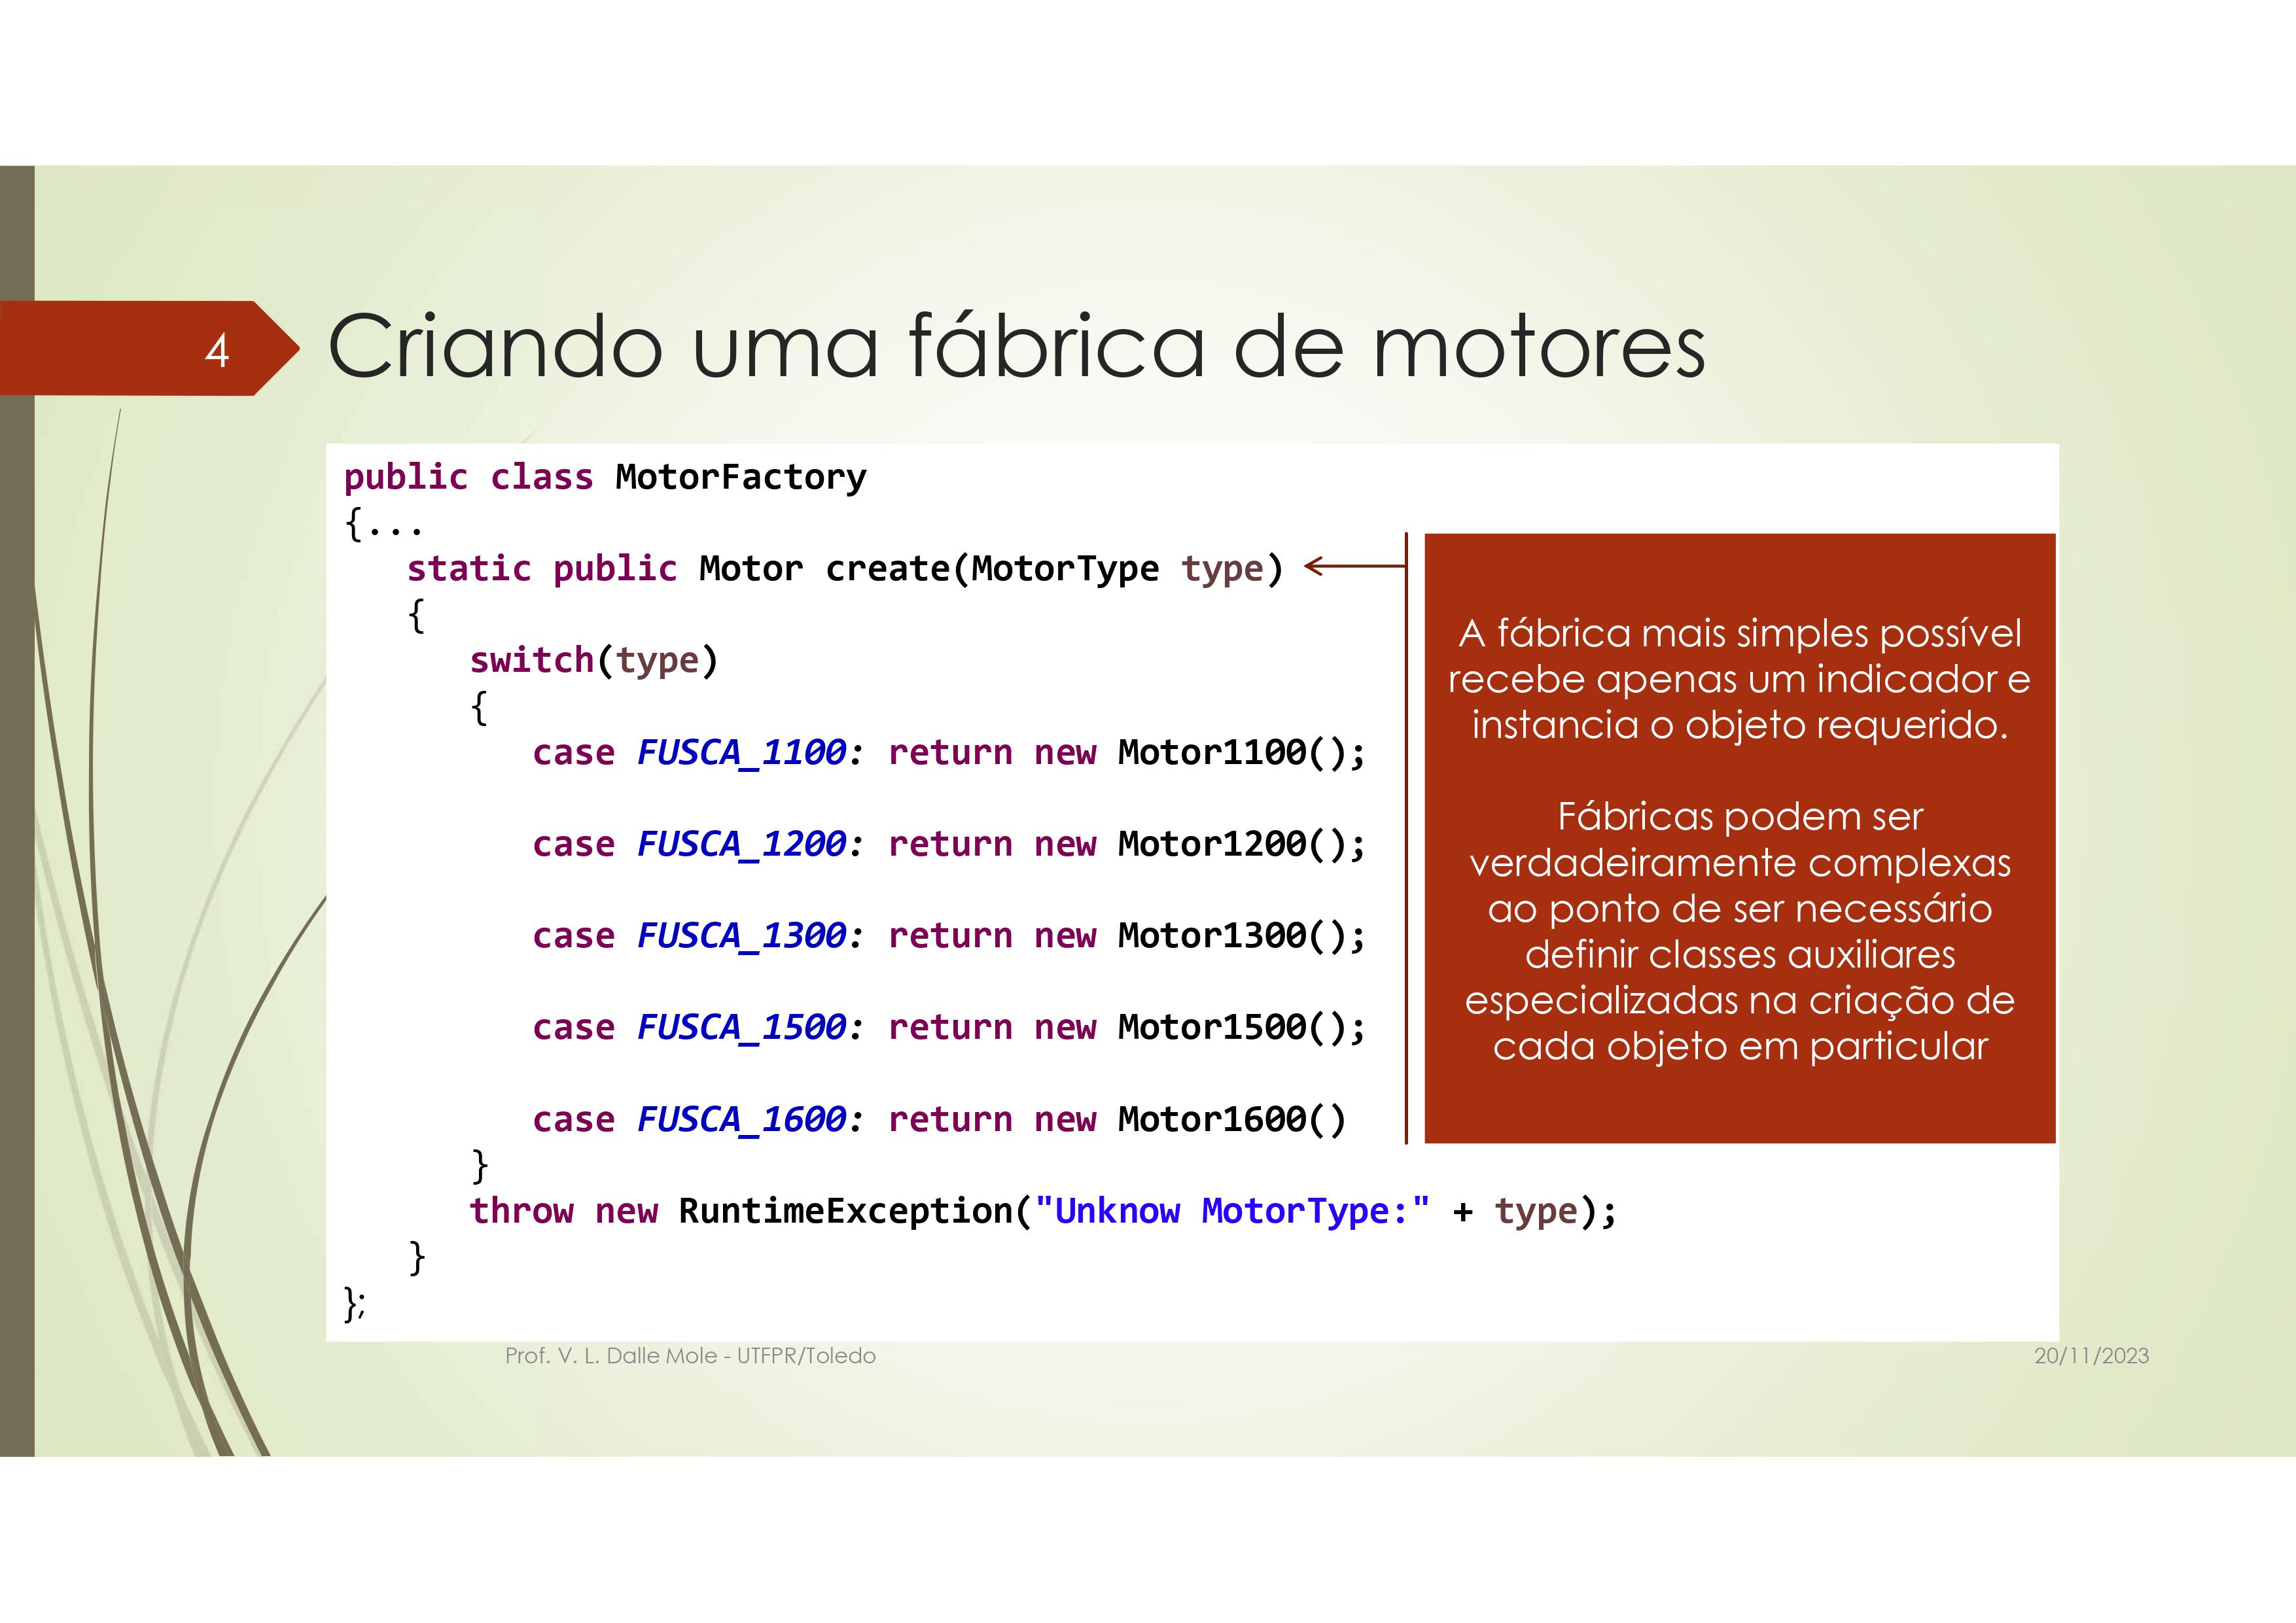 4
Criando uma fábrica de motores
public class MotorFactory
{...
static public Motor create(MotorType type)
{
switch(type)
{
case FUSCA_1100: return new Motor1100();
case FUSCA_1200: return new Motor1200();
case FUSCA_1300: return new Motor1300();
case FUSCA_1500: return new Motor1500();
case FUSCA_1600: return new Motor1600()
}
throw new RuntimeException("Unknow MotorType:" + type);
}
};
A fábrica mais simples possível
recebe apenas um indicador e
instancia o objeto requerido.
Fábricas podem ser
verdadeiramente complexas
ao ponto de ser necessário
definir classes auxiliares
especializadas na criação de
cada objeto em particular
Prof. V. L. Dalle Mole - UTFPR/Toledo
20/11/2023